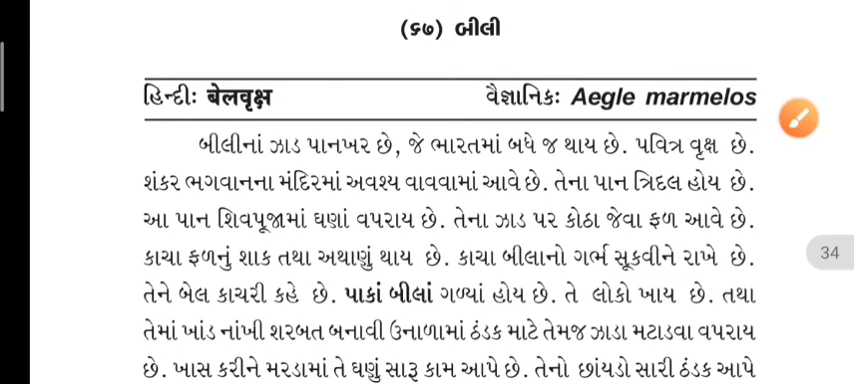 (૬૭) બીલી
હિન્દીઃ बेलवृक्ष વૈજ્ઞાનિકઃ Aegle marmelos
બીલીનાં ઝાડ પાનખર છે, જે ભારતમાં બધે જ થાય છે. પવિત્ર વૃક્ષ છે.
શંકર ભગવાનના મંદિરમાં અવશ્ય વાવવામાં આવે છે. તેના પાન ત્રિદલ હોય છે.
આ પાન શિવપૂજામાં ઘણાં વપરાય છે. તેના ઝાડ પર કોઠા જેવા ફળ આવે છે.
કાચા ફળનું શાક તથા અથાણું થાય છે. કાચા બીલાનો ગર્ભ સૂકવીને રાખે છે.
34
તેને બેલ કાચરી કહે છે. પાકાં બીલાં ગળ્યાં હોય છે. તે લોકો ખાય છે. તથા
તેમાં ખાંડ નાંખી શરબત બનાવી ઉનાળામાં ઠંડક માટે તેમજ ઝાડા મટાડવા વપરાય
છે. ખાસ કરીને મરડામાં તે ઘણું સારૂ કામ આપે છે. તેનો છાંયડો સારી ઠંડક આપે